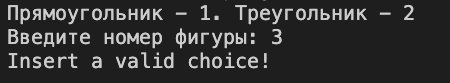 Прямоугольник - 1. Треугольник - 2
Введите номер фигуры: 3
Insert a valid choice!